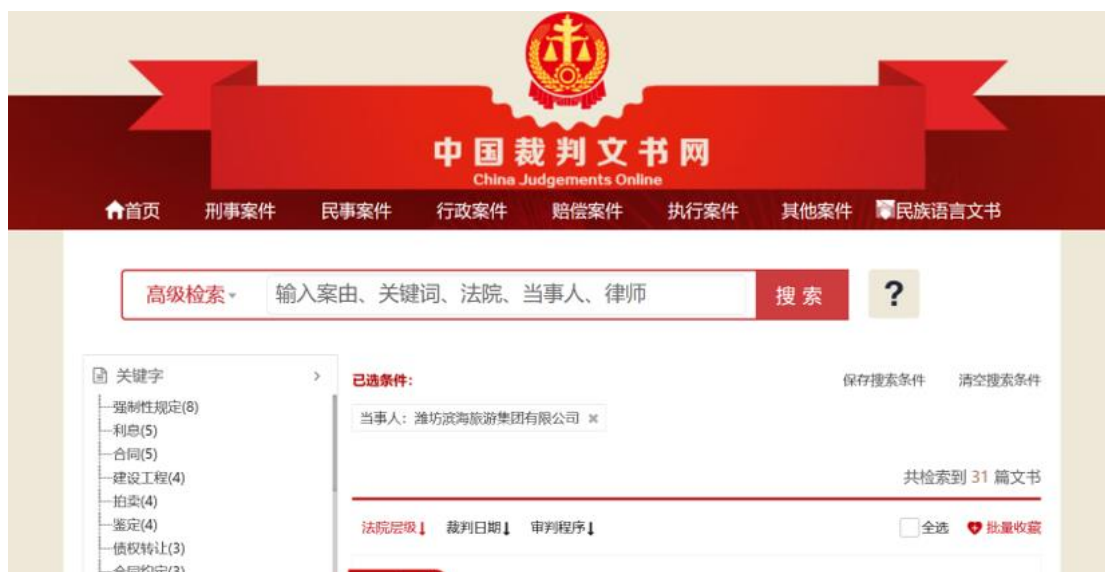 中国裁判文书网
China Judgements Online
首页 刑事案件 民事案件 行政案件 赔偿案件 执行案件 其他案件 民族语言文书
高级检索 输入案由、关键词、法院、当事人、律师 搜索 ?
关键字
强制性规定(8)
利息(5)
合同(5)
建设工程(4)
拍卖(4)
鉴定(4)
债权转让(3)
合同约定(3)
已选条件: 保存搜索条件 清空搜索条件
当事人: 潍坊滨海旅游集团有限公司 ×
共检索到 31 篇文书
法院层级↓ 裁判日期↓ 审判程序↓ 全选 批量收藏